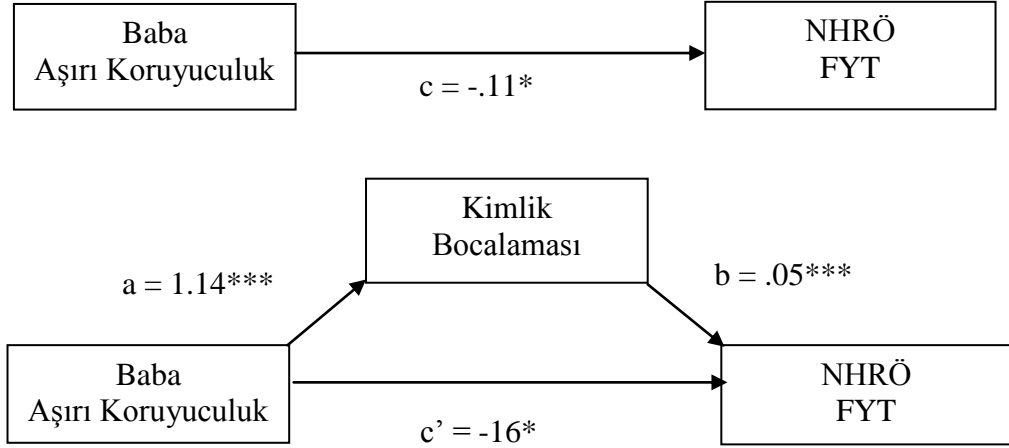 Baba
Aşırı Koruyuculuk
NHRÖ
FYT
c = -.11*
Kimlik
Bocalaması
a = 1.14***
b = .05***
Baba
Aşırı Koruyuculuk
NHRÖ
FYT
c’ = -16*